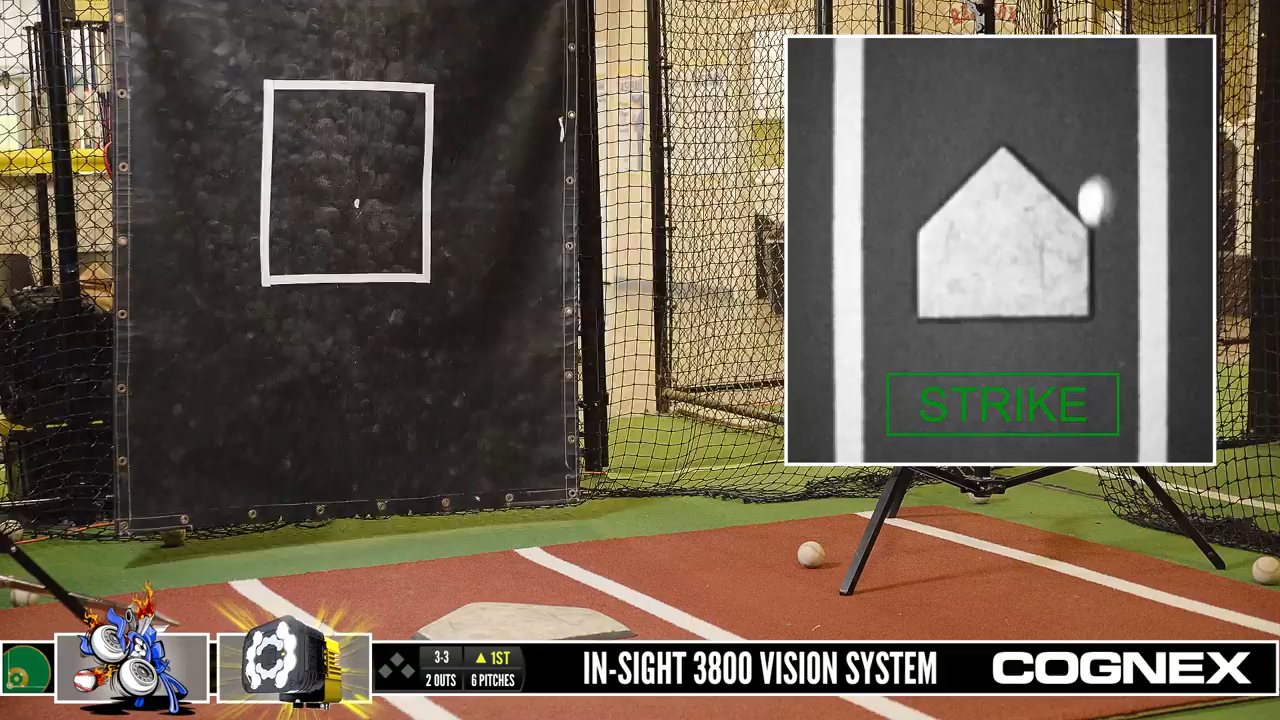 STRIKE
3-3
▲ 1ST
2 OUTS
6 PITCHES
IN-SIGHT 3800 VISION SYSTEM
COGNEX